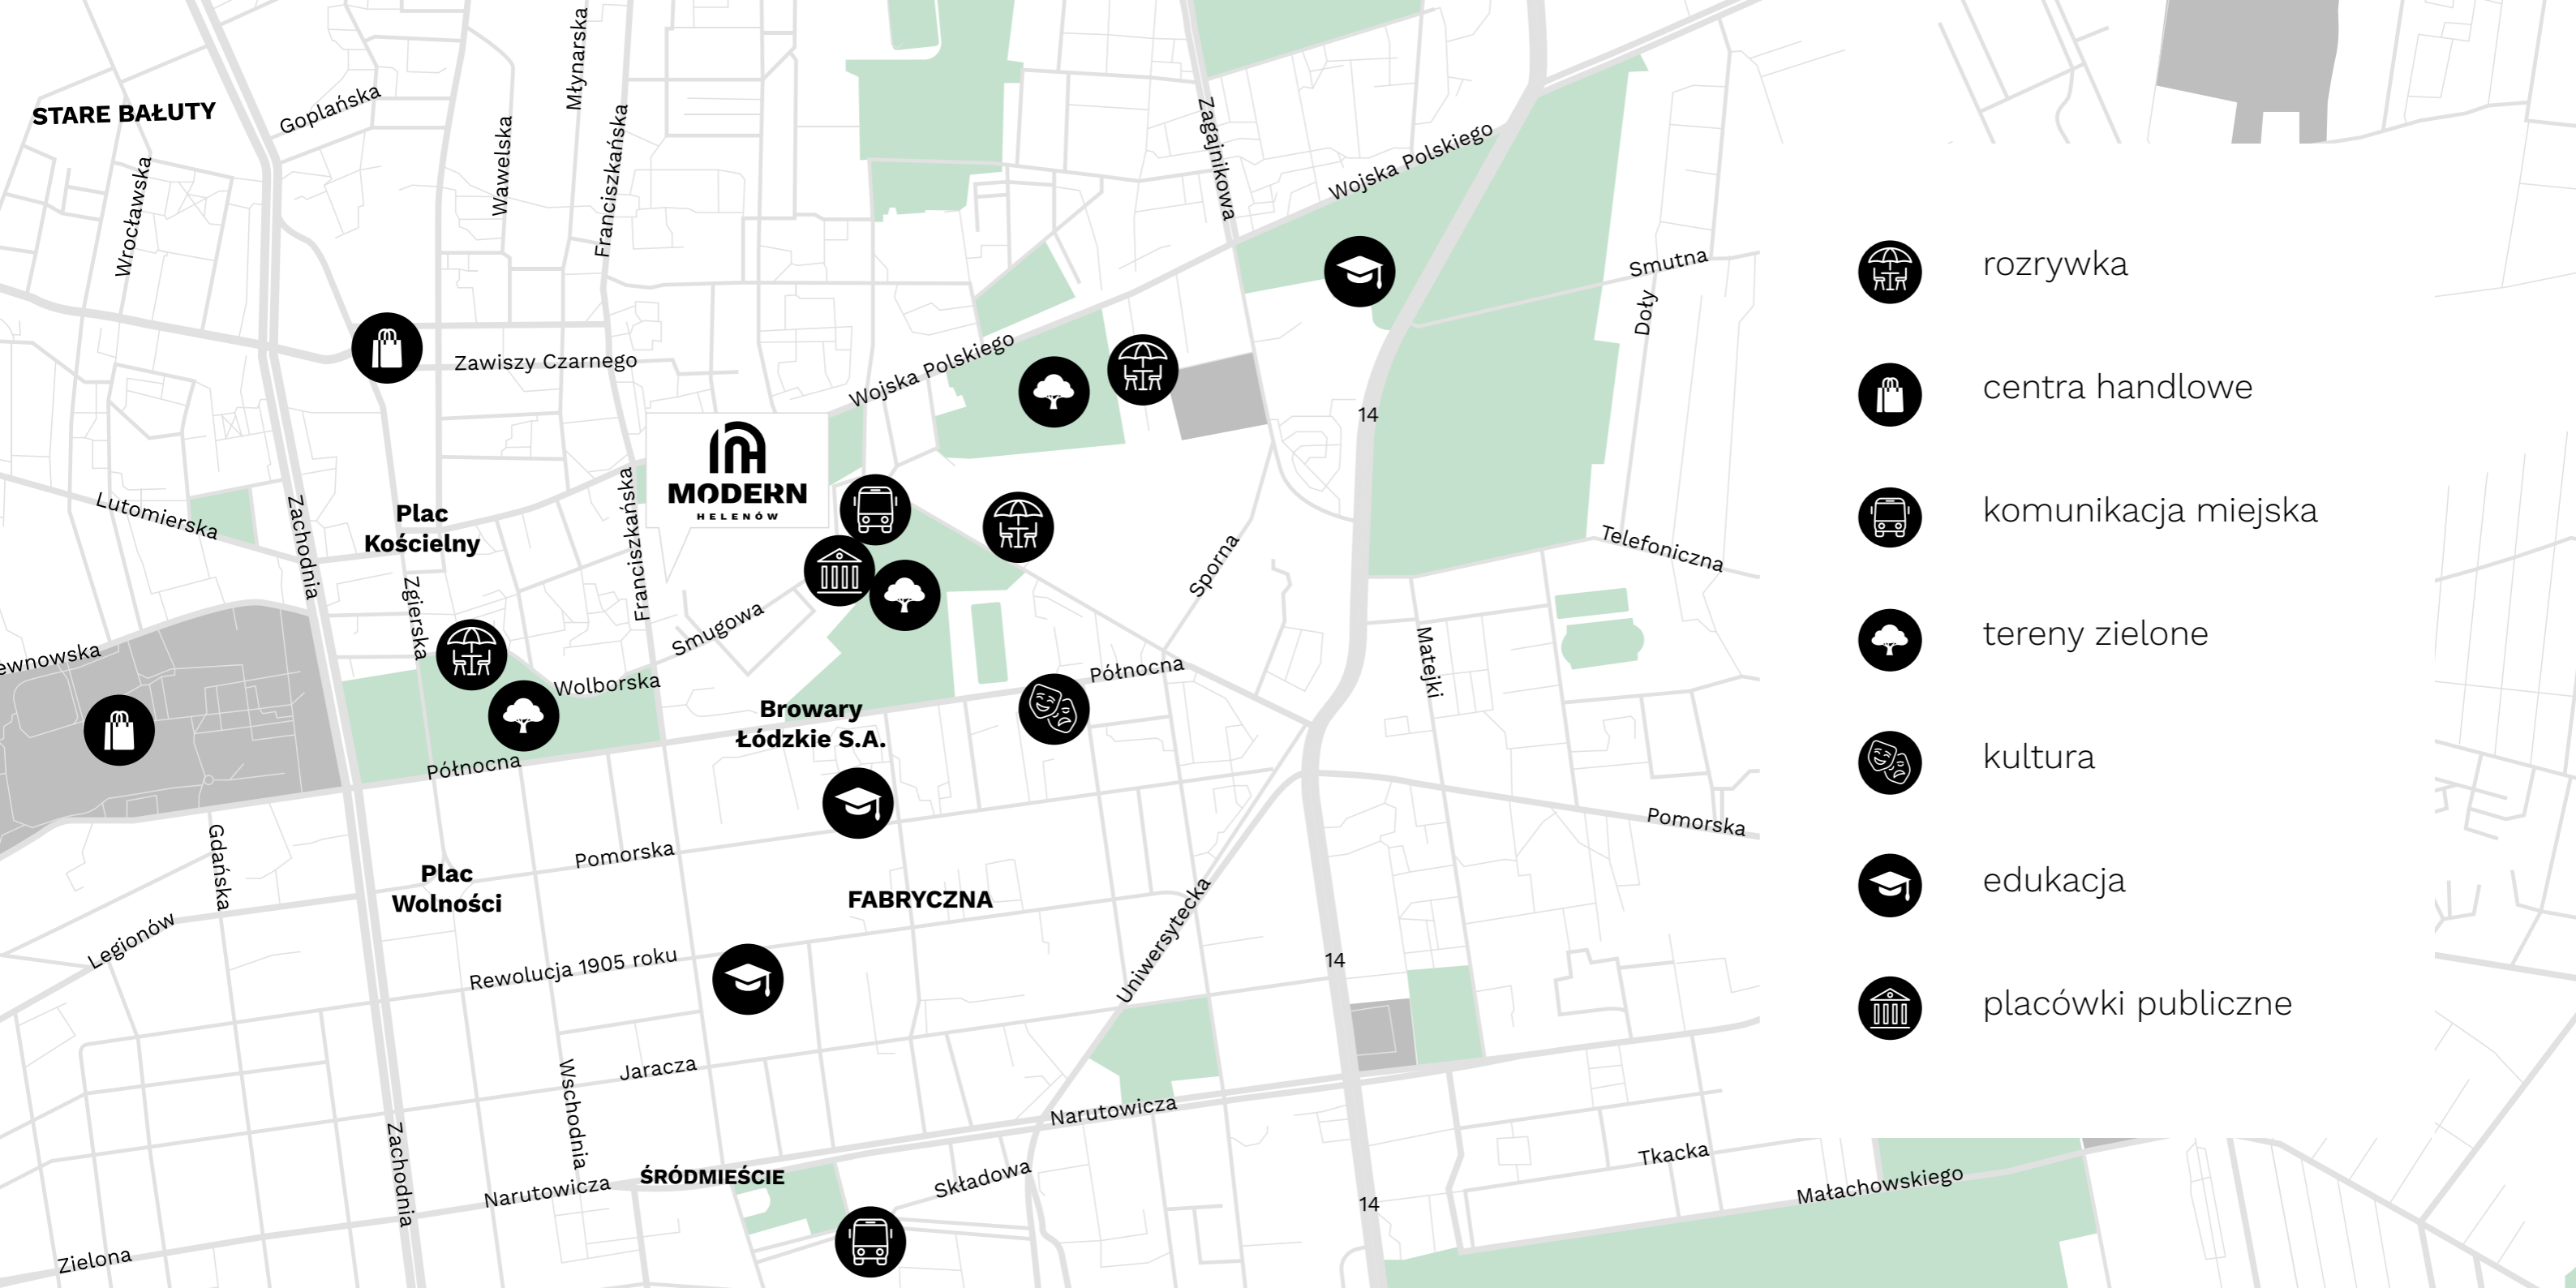 Młynarska
STARE BAŁUTY
Goplańska
Wawelska
Franciszkańska
Zagajnikowa
Wojska Polskiego
Wrocławska
Smutna
Doły
Zawiszy Czarnego
Wojska Polskiego
14
MODERN
HELENÓW
Lutomierska
Zachodnia
Plac
Kościelny
Franciszkańska
Sporna
Telefoniczna
Zgierska
Smugowa
ewnowska
Wolborska
Północna
Matejki
Browary
Łódzkie S.A.
Północna
Pomorska
Gdańska
Pomorska
Plac
Wolności
FABRYCZNA
Legionów
Uniwersytecka
Rewolucja 1905 roku
14
Jaracza
Wschodnia
Narutowicza
Zachodnia
Tkacka
ŚRÓDMIEŚCIE
Składowa
Narutowicza
Małachowskiego
14
Zielona
rozrywka
centra handlowe
komunikacja miejska
tereny zielone
kultura
edukacja
placówki publiczne